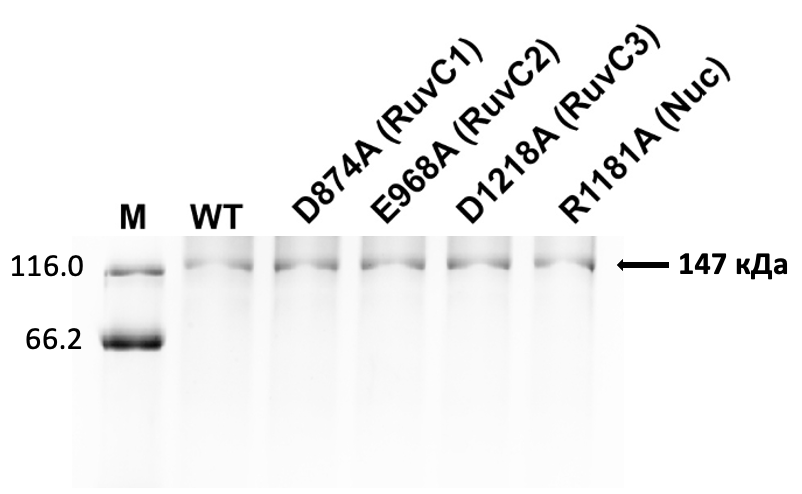 M
WT
D874A (RuvC1)
E968A (RuvC2)
D1218A (RuvC3)
R1181A (Nuc)
116.0
147 кДа
66.2